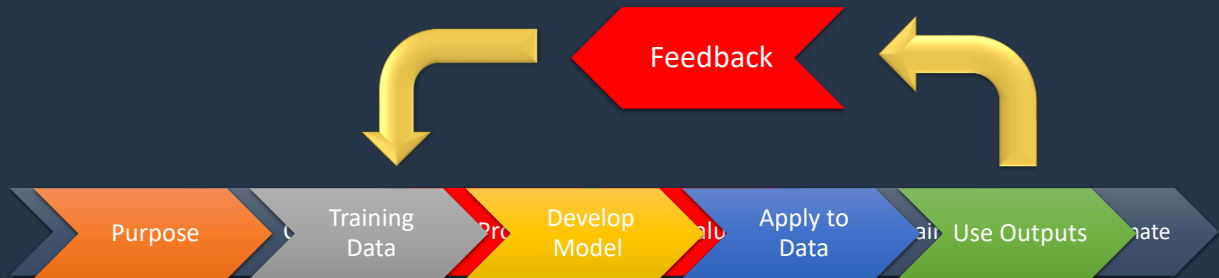 Feedback
Purpose
Training
Data
Develop
Model
Apply to
Data
Use Outputs